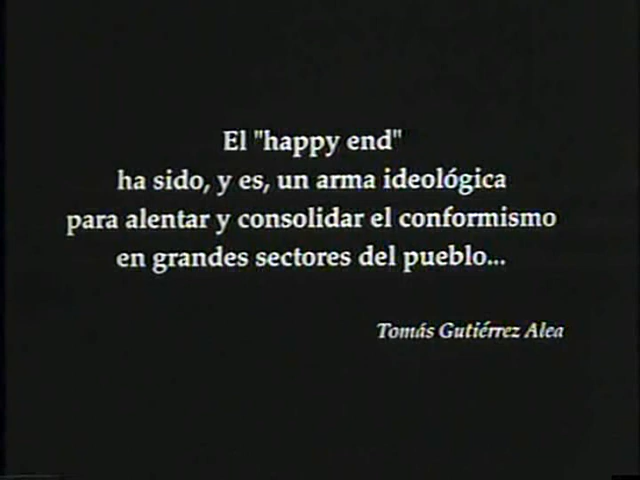 El "happy end"
ha sido, y es, un arma ideológica
para alentar y consolidar el conformismo
en grandes sectores del pueblo...
Tomás Gutiérrez Alea